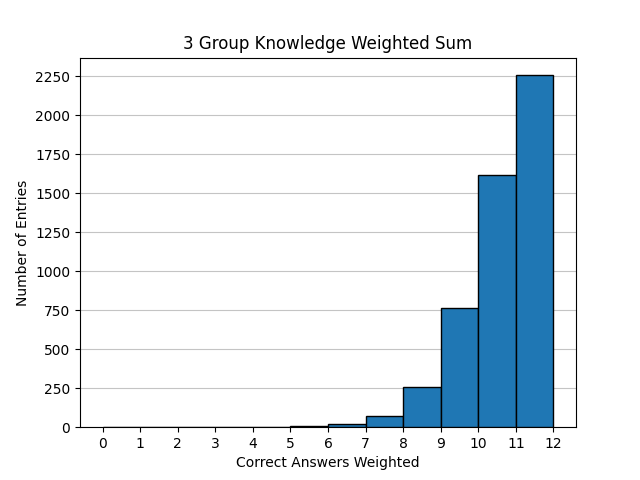 3 Group Knowledge Weighted Sum
2250
2000
1750
1500
1250
1000
750
500
250
0
Number of Entries
0 1 2 3 4 5 6 7 8 9 10 11 12
Correct Answers Weighted